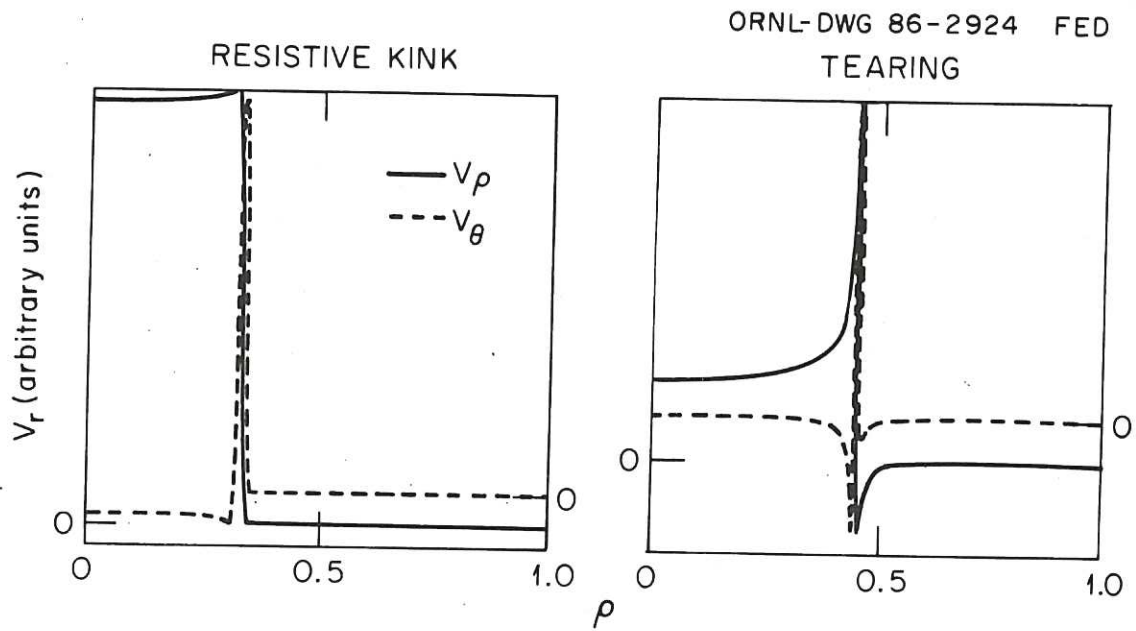 ORNL-DWG 86-2924 FED
RESISTIVE KINK
TEARING
V_r (arbitrary units)
V_ρ
V_θ
0
0
0
0
0
0.5
1.0
0
0.5
1.0
ρ